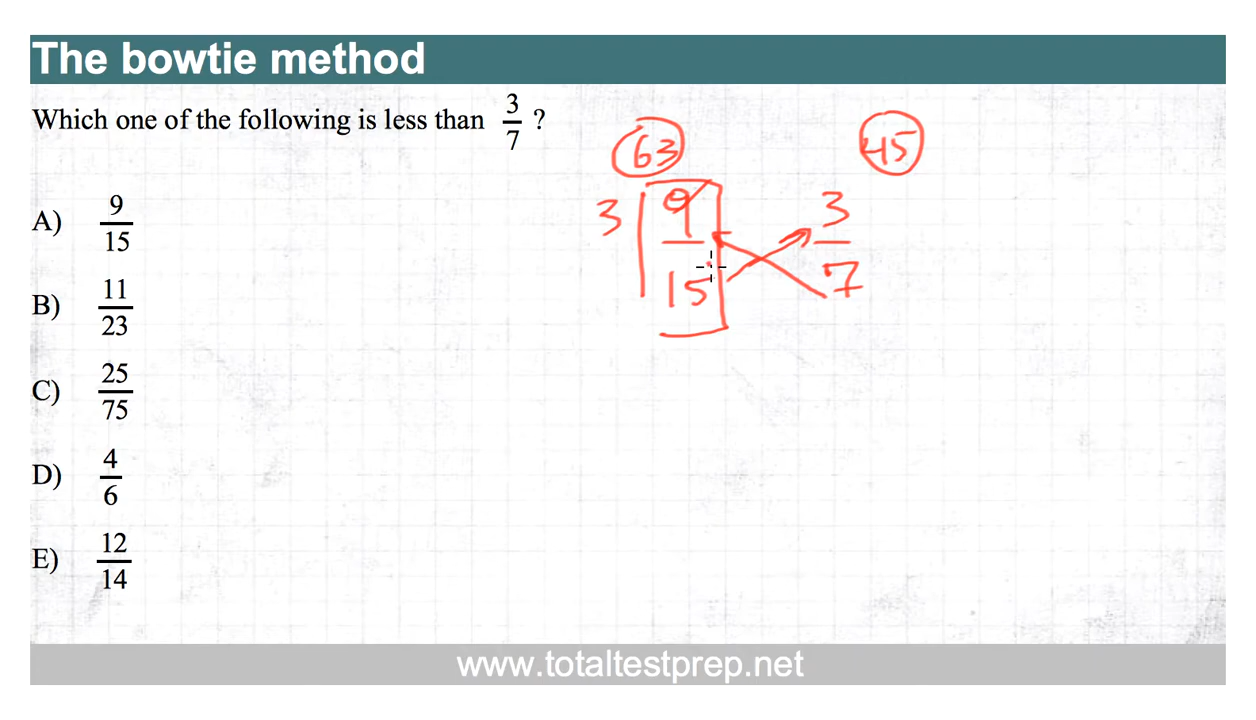 The bowtie method
Which one of the following is less than 3/7 ?
63 45
3 9/15 3/7
A) 9/15
B) 11/23
C) 25/75
D) 4/6
E) 12/14
www.totaltestprep.net